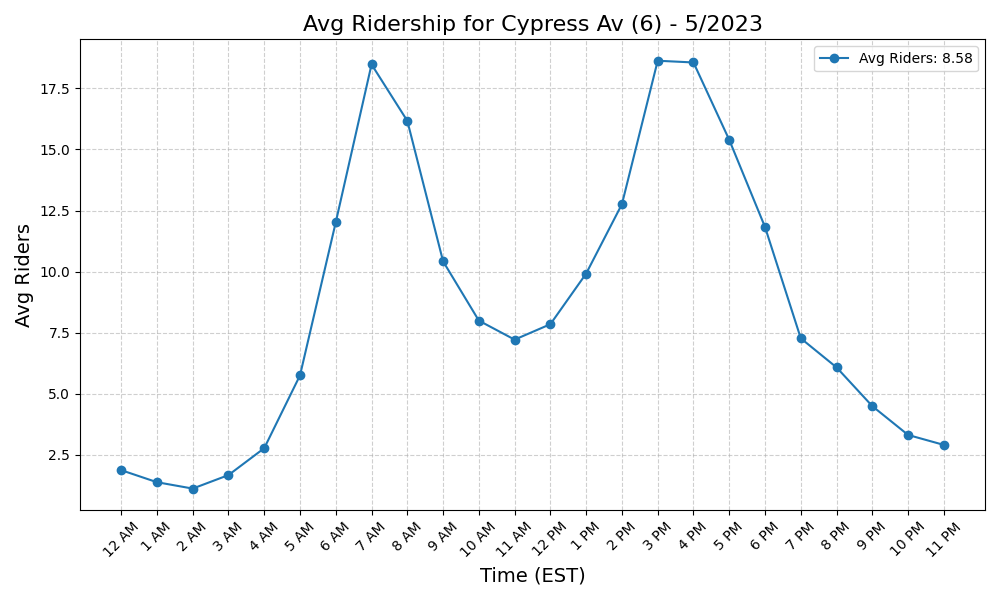 Avg Ridership for Cypress Av (6) - 5/2023
Avg Riders: 8.58
Avg Riders
17.5
15.0
12.5
10.0
7.5
5.0
2.5
12 AM
1 AM
2 AM
3 AM
4 AM
5 AM
6 AM
7 AM
8 AM
9 AM
10 AM
11 AM
12 PM
1 PM
2 PM
3 PM
4 PM
5 PM
6 PM
7 PM
8 PM
9 PM
10 PM
11 PM
Time (EST)